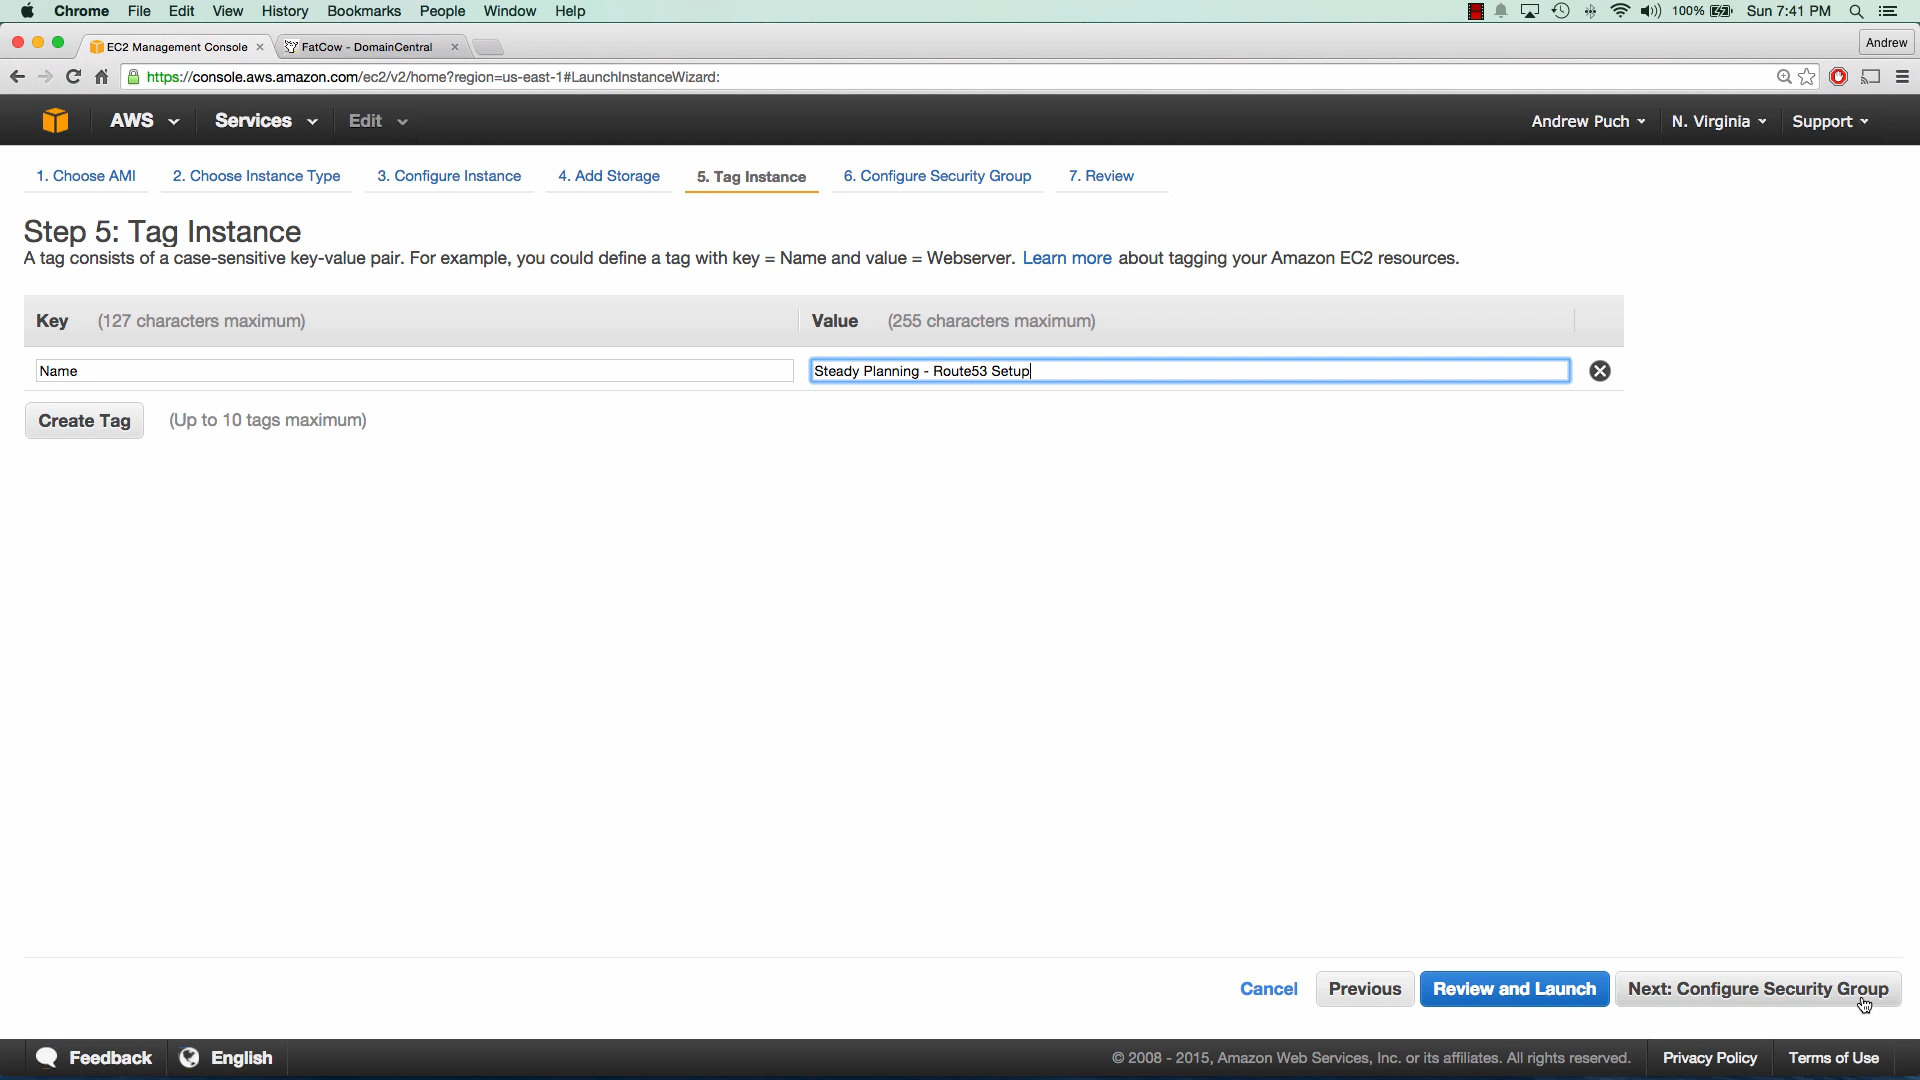 Chrome File Edit View History Bookmarks People Window Help 100% Sun 7:41 PM
EC2 Management Console FatCow - DomainCentral Andrew
https://console.aws.amazon.com/ec2/v2/home?region=us-east-1#LaunchInstanceWizard:
AWS Services Edit Andrew Puch N. Virginia Support
1. Choose AMI 2. Choose Instance Type 3. Configure Instance 4. Add Storage 5. Tag Instance 6. Configure Security Group 7. Review
Step 5: Tag Instance
A tag consists of a case-sensitive key-value pair. For example, you could define a tag with key = Name and value = Webserver. Learn more about tagging your Amazon EC2 resources.
Key (127 characters maximum) Value (255 characters maximum)
Name Steady Planning - Route53 Setup
Create Tag (Up to 10 tags maximum)
Cancel Previous Review and Launch Next: Configure Security Group
Feedback English © 2008 - 2015, Amazon Web Services, Inc. or its affiliates. All rights reserved. Privacy Policy Terms of Use